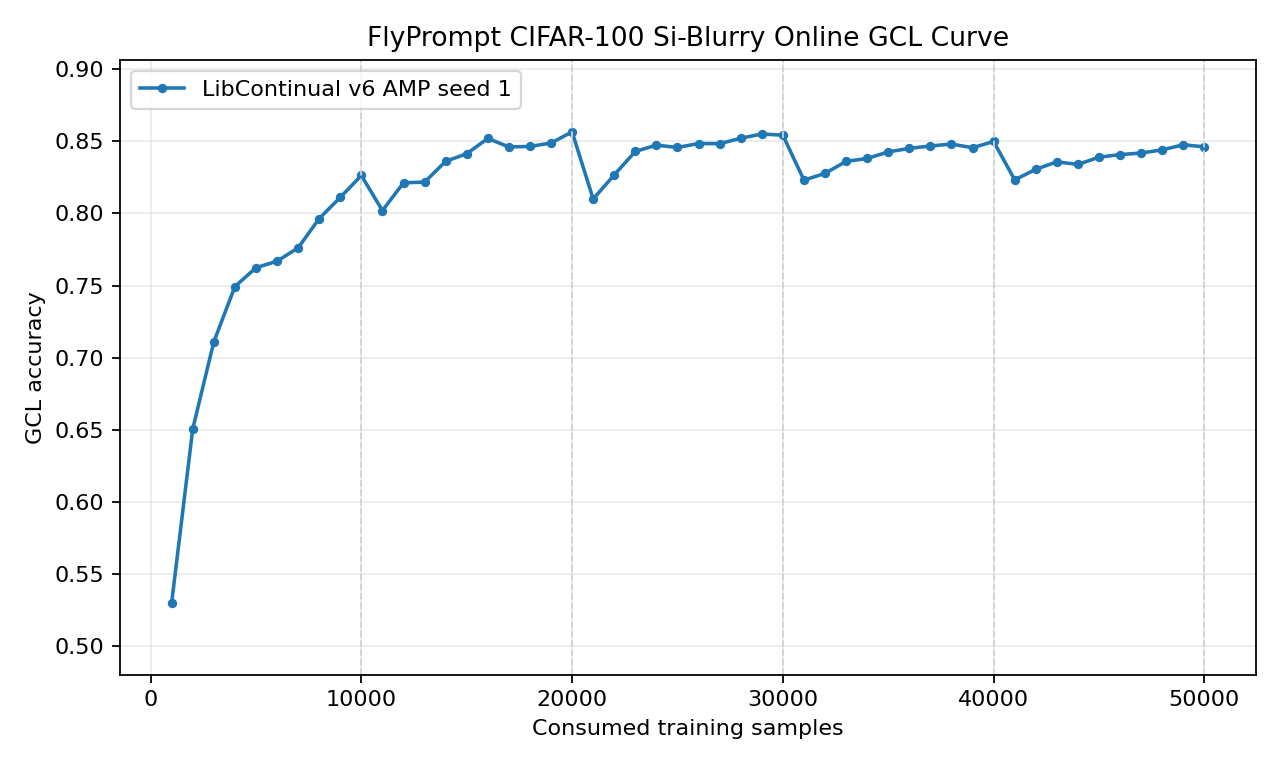 FlyPrompt CIFAR-100 Si-Blurry Online GCL Curve
LibContinual v6 AMP seed 1
GCL accuracy
0.90
0.85
0.80
0.75
0.70
0.65
0.60
0.55
0.50
0 10000 20000 30000 40000 50000
Consumed training samples